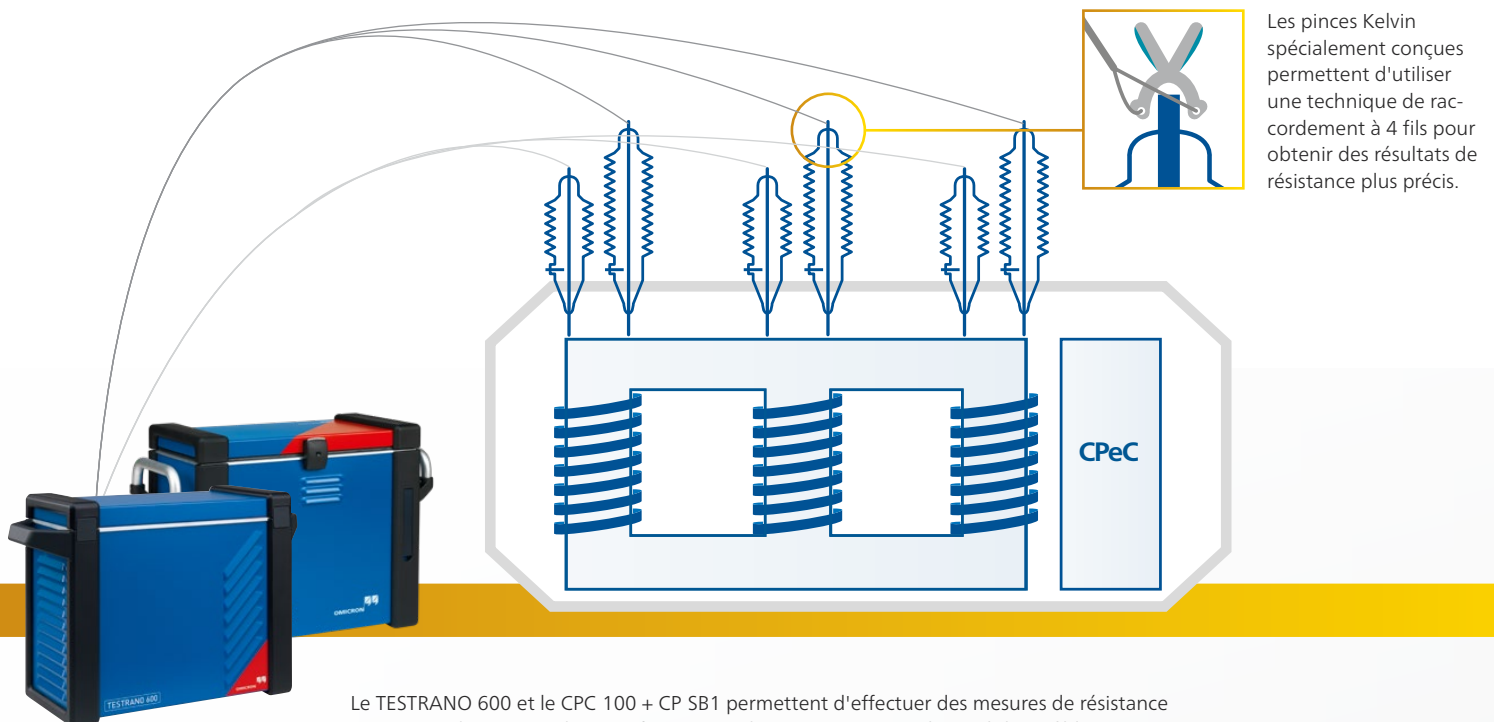 Les pinces Kelvin
spécialement conçues
permettent d'utiliser
une technique de rac-
cordement à 4 fils pour
obtenir des résultats de
résistance plus précis.
CPeC
OMICRON
OMICRON
TESTRANO 600
Le TESTRANO 600 et le CPC 100 + CP SB1 permettent d'effectuer des mesures de résistance